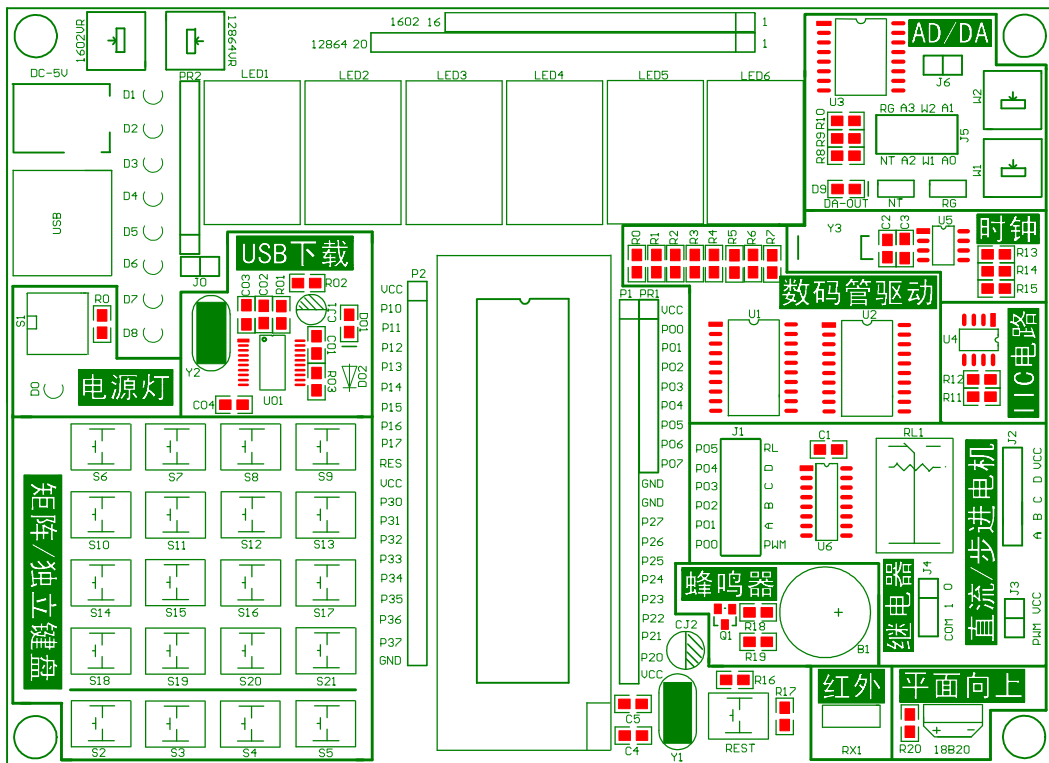 1602VR
12864VR
1602 16
1
12864 20
1
AD/DA
DC-5V
PR2
LED1
LED2
LED3
LED4
LED5
LED6
J6
W2
U3
RG A3 W2 A1
J5
R10
R9
R8
NT A2 W1 A0
W1
D1
D2
D3
D4
D5
D6
D7
D8
USB
D9
DA-OUT
NT
RG
Y3
C2
C3
U5
时钟
R13
R14
R15
USB下载
J0
R0
R1
R2
R3
R4
R5
R6
R7
数码管驱动
P2
P1
PR1
U1
U2
U4
IIC电路
R12
R11
S1
R0
C03
C02
R01
R02
CJ1
D01
C01
R03
D02
Y2
U01
C04
D0
电源灯
VCC
P10
P11
P12
P13
P14
P15
P16
P17
RES
VCC
P30
P31
P32
P33
P34
P35
P36
P37
GND
VCC
P00
P01
P02
P03
P04
P05
P06
P07
GND
GND
P27
P26
P25
P24
P23
P22
P21
P20
VCC
J1
P05
P04
P03
P02
P01
P00
RL
D
C
B
A
PWM
C1
U6
RL1
J2
A B C D VCC
直流/步进电机
J4
COM 1 0
继电器
J3
PWM VCC
矩阵/独立键盘
S6
S7
S8
S9
S10
S11
S12
S13
S14
S15
S16
S17
S18
S19
S20
S21
S2
S3
S4
S5
蜂鸣器
Q1
R18
R19
B1
CJ2
R16
R17
C5
C4
Y1
REST
红外
RX1
平面向上
R20
18B20